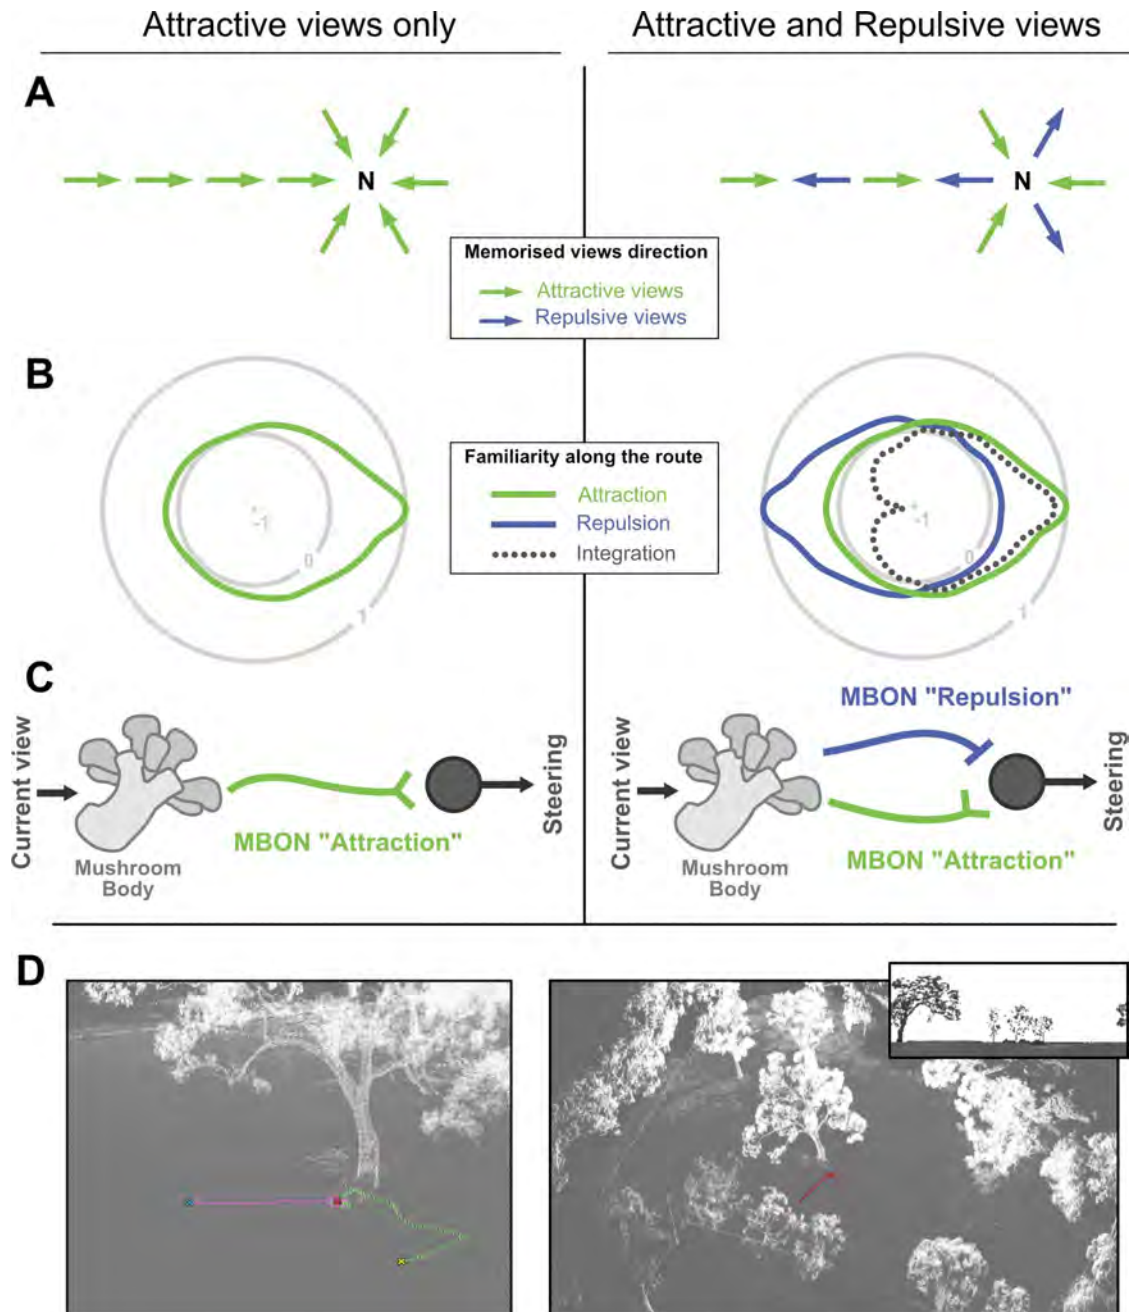 Attractive views only
Attractive and Repulsive views
A
N
N
Memorised views direction
Attractive views
Repulsive views
B
-1
0
1
Familiarity along the route
Attraction
Repulsion
Integration
-1
0
1
C
Current view
Mushroom
Body
MBON "Attraction"
Steering
Current view
Mushroom
Body
MBON "Repulsion"
MBON "Attraction"
Steering
D